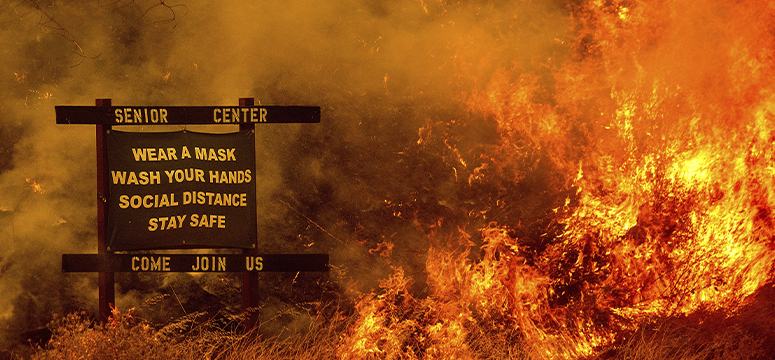 SENIOR CENTER
WEAR A MASK
WASH YOUR HANDS
SOCIAL DISTANCE
STAY SAFE
COME JOIN US